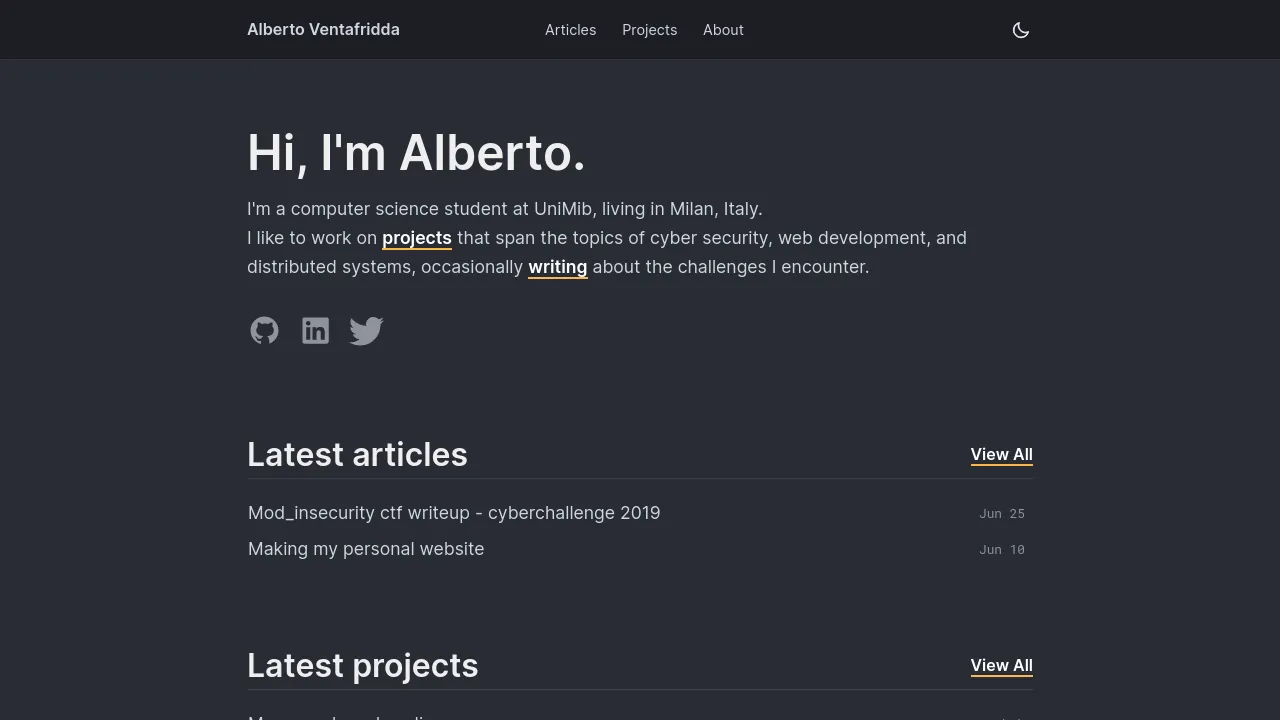 Alberto Ventafridda
Articles
Projects
About
Hi, I'm Alberto.
I'm a computer science student at UniMib, living in Milan, Italy.
I like to work on projects that span the topics of cyber security, web development, and
distributed systems, occasionally writing about the challenges I encounter.
Latest articles
View All
Mod_insecurity ctf writeup - cyberchallenge 2019
Jun 25
Making my personal website
Jun 10
Latest projects
View All